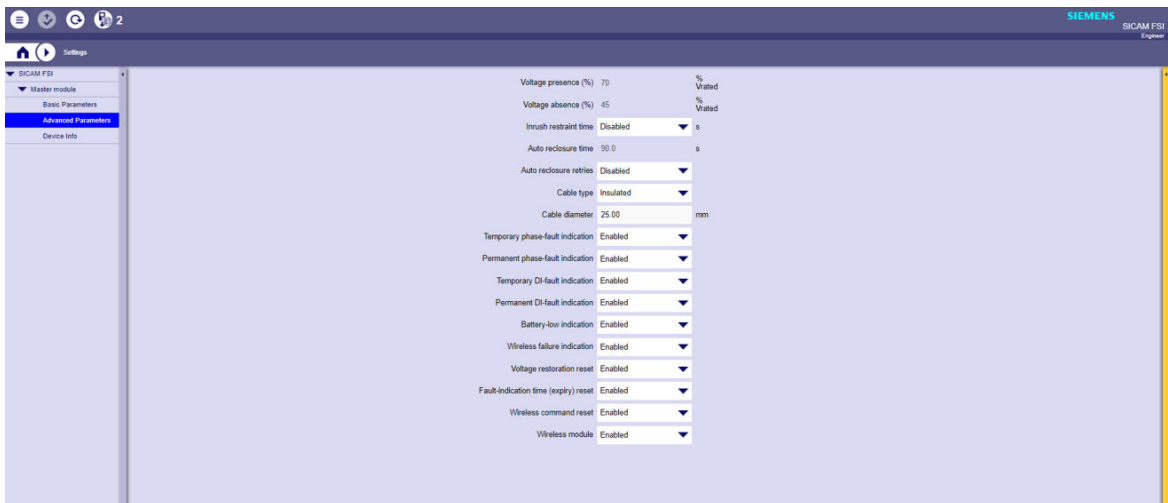 2
SIEMENS
SICAM FSI
Engineer
Settings
SICAM FSI
Master module
Basic Parameters
Advanced Parameters
Device Info
Voltage presence (%) 70 % Vrated
Voltage absence (%) 45 % Vrated
Inrush restraint time Disabled s
Auto reclosure time 90.0 s
Auto reclosure retries Disabled
Cable type Insulated
Cable diameter 25.00 mm
Temporary phase-fault indication Enabled
Permanent phase-fault indication Enabled
Temporary DI-fault indication Enabled
Permanent DI-fault indication Enabled
Battery-low indication Enabled
Wireless failure indication Enabled
Voltage restoration reset Enabled
Fault-indication time (expiry) reset Enabled
Wireless command reset Enabled
Wireless module Enabled